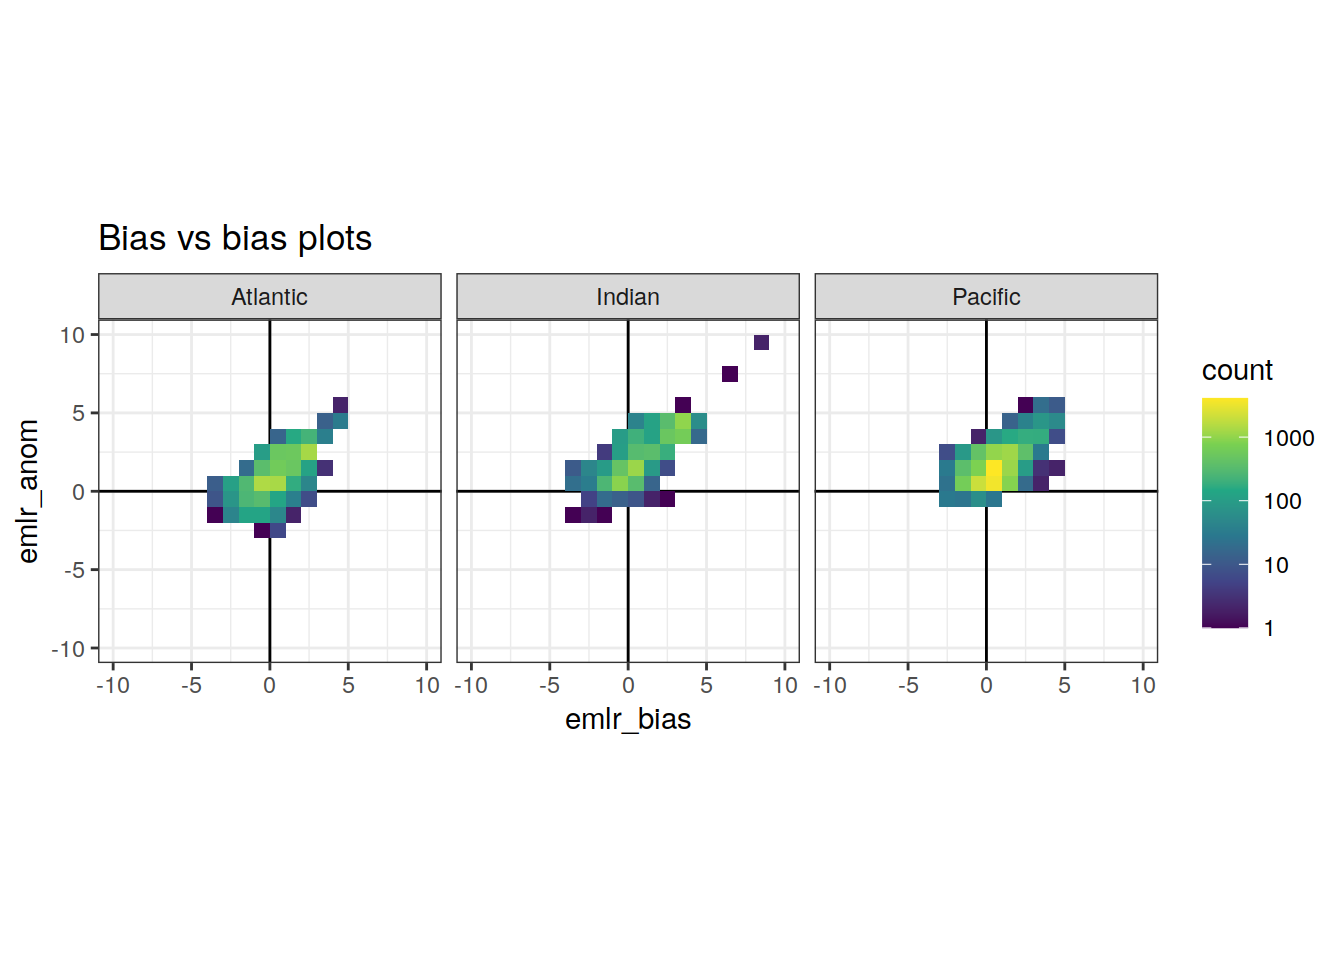 Bias vs bias plots
Atlantic Indian Pacific
10
5
0
-5
-10
emlr_anom
-10 -5 0 5 10 -10 -5 0 5 10 -10 -5 0 5 10
emlr_bias
count
1000
100
10
1